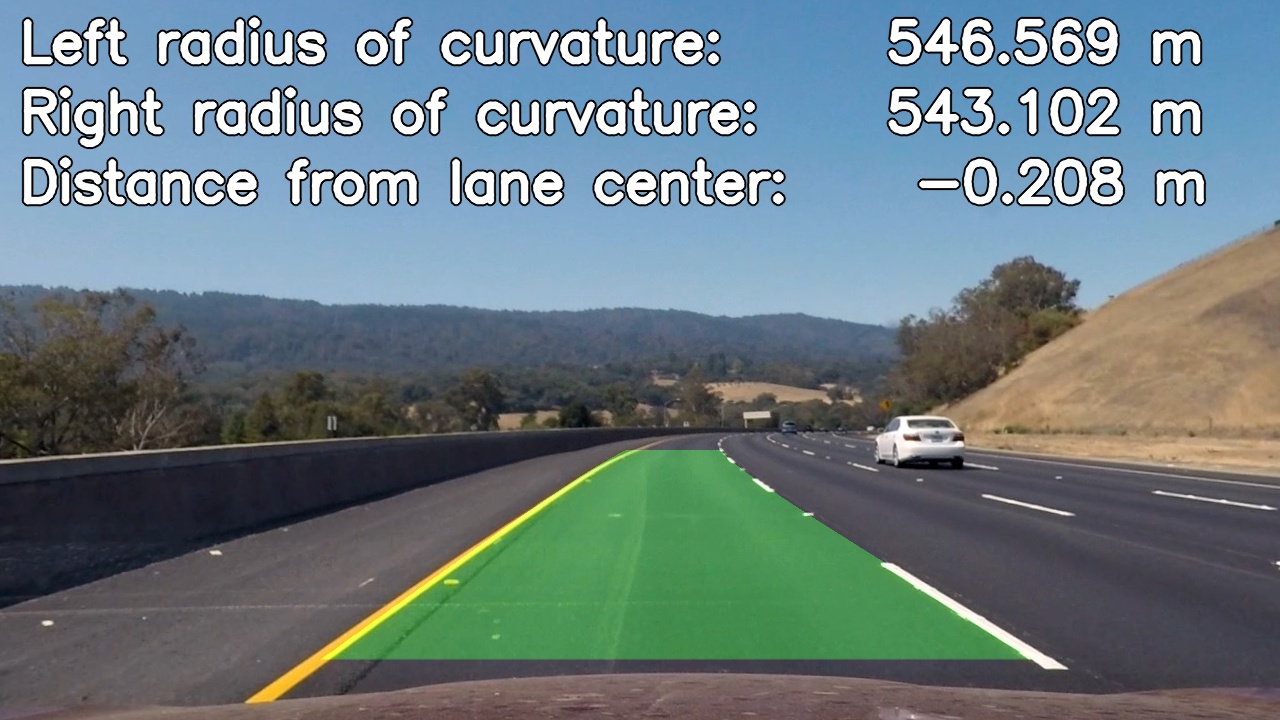 Left radius of curvature: 546.569 m
Right radius of curvature: 543.102 m
Distance from lane center: -0.208 m